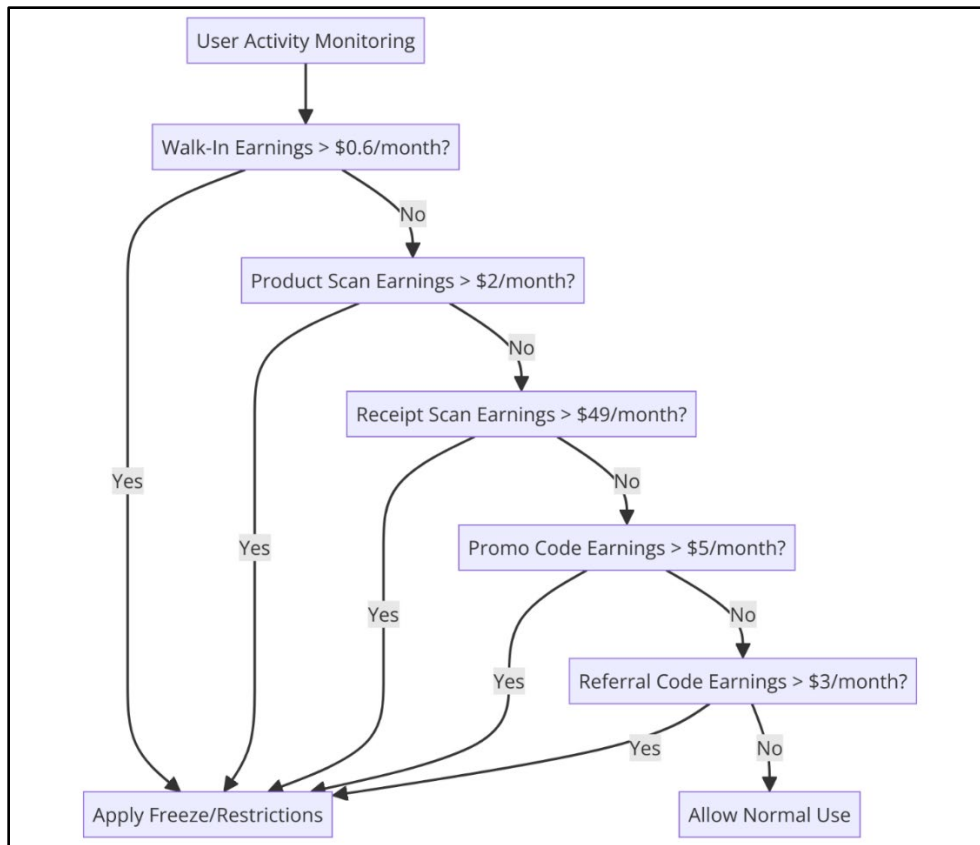 User Activity Monitoring
Walk-In Earnings > $0.6/month?
No
Product Scan Earnings > $2/month?
No
Receipt Scan Earnings > $49/month?
Yes
No
Promo Code Earnings > $5/month?
Yes
Yes
No
Referral Code Earnings > $3/month?
Yes
Yes
No
Apply Freeze/Restrictions
Allow Normal Use